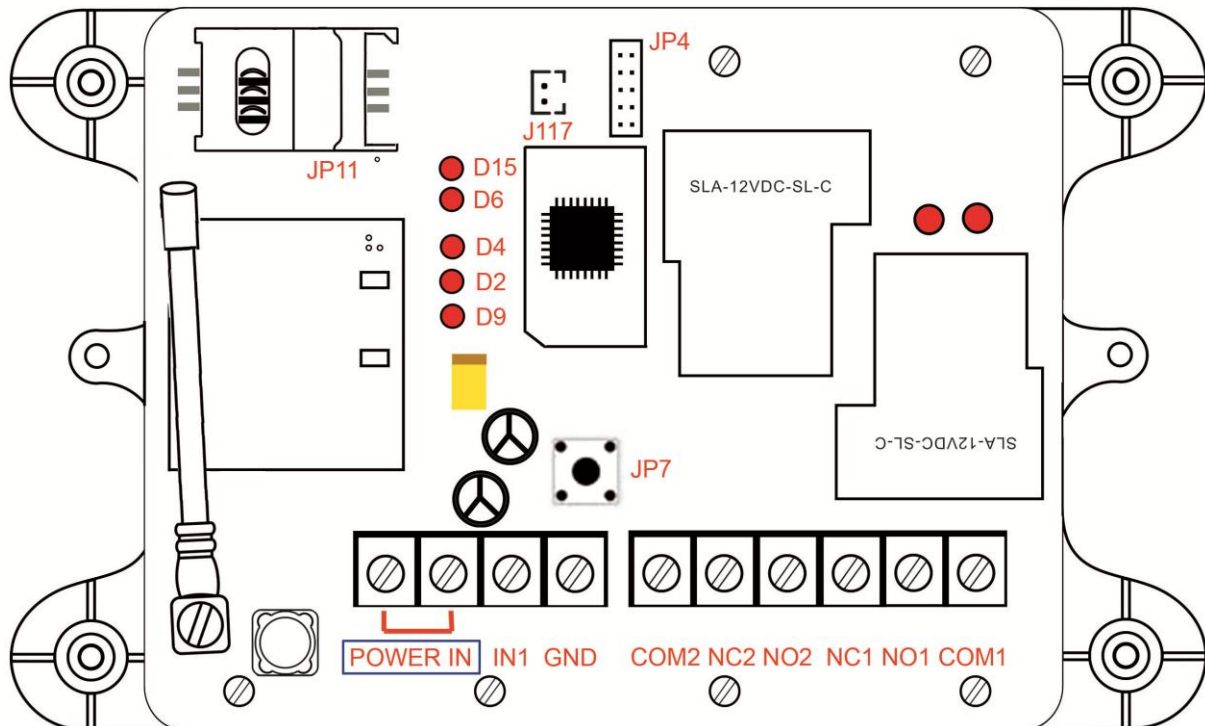 JP4
J117
JP11
D15
SLA-12VDC-SL-C
D6
D4
D2
D9
SLA-12VDC-SL-C
JP7
POWER IN IN1 GND COM2 NC2 NO2 NC1 NO1 COM1